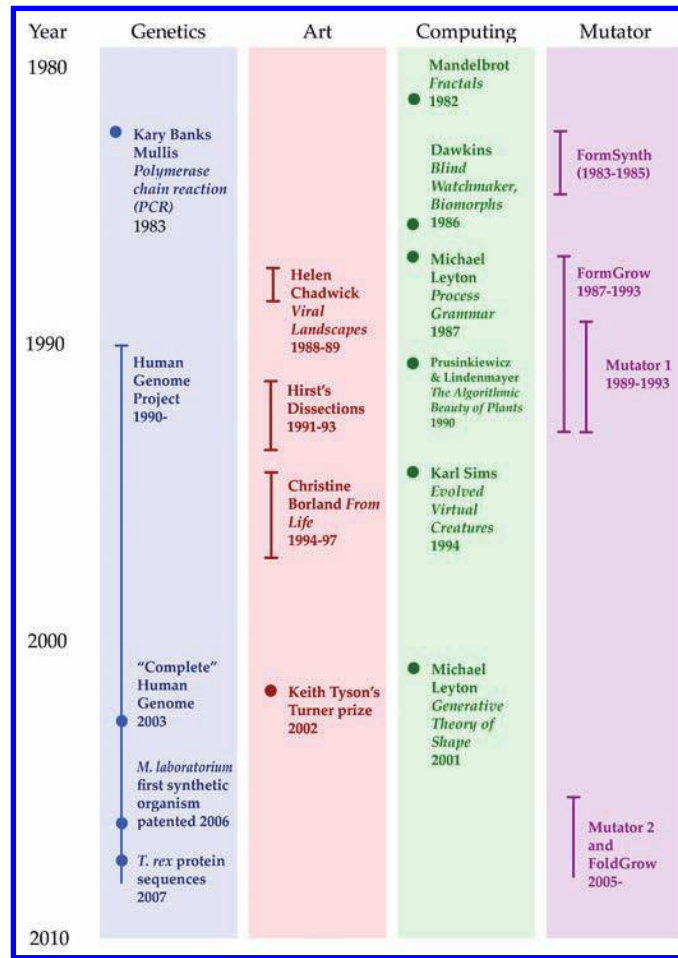 Year
Genetics
Art
Computing
Mutator
1980
1990
2000
2010
Kary Banks
Mullis
Polymerase
chain reaction
(PCR)
1983
Human
Genome
Project
1990-
“Complete”
Human
Genome
2003
M. laboratorium
first synthetic
organism
patented 2006
T. rex protein
sequences
2007
Helen
Chadwick
Viral
Landscapes
1988-89
Hirst's
Dissections
1991-93
Christine
Borland From
Life
1994-97
Keith Tyson's
Turner prize
2002
Mandelbrot
Fractals
1982
Dawkins
Blind
Watchmaker,
Biomorphs
1986
Michael
Leyton
Process
Grammar
1987
Prusinkiewicz
& Lindenmayer
The Algorithmic
Beauty of Plants
1990
Karl Sims
Evolved
Virtual
Creatures
1994
Michael
Leyton
Generative
Theory of
Shape
2001
FormSynth
(1983-1985)
FormGrow
1987-1993
Mutator 1
1989-1993
Mutator 2
and
FoldGrow
2005-